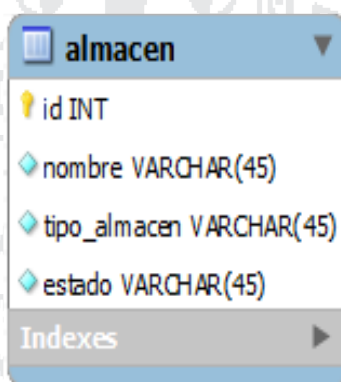 almacen
id INT
nombre VARCHAR(45)
tipo_almacen VARCHAR(45)
estado VARCHAR(45)
Indexes